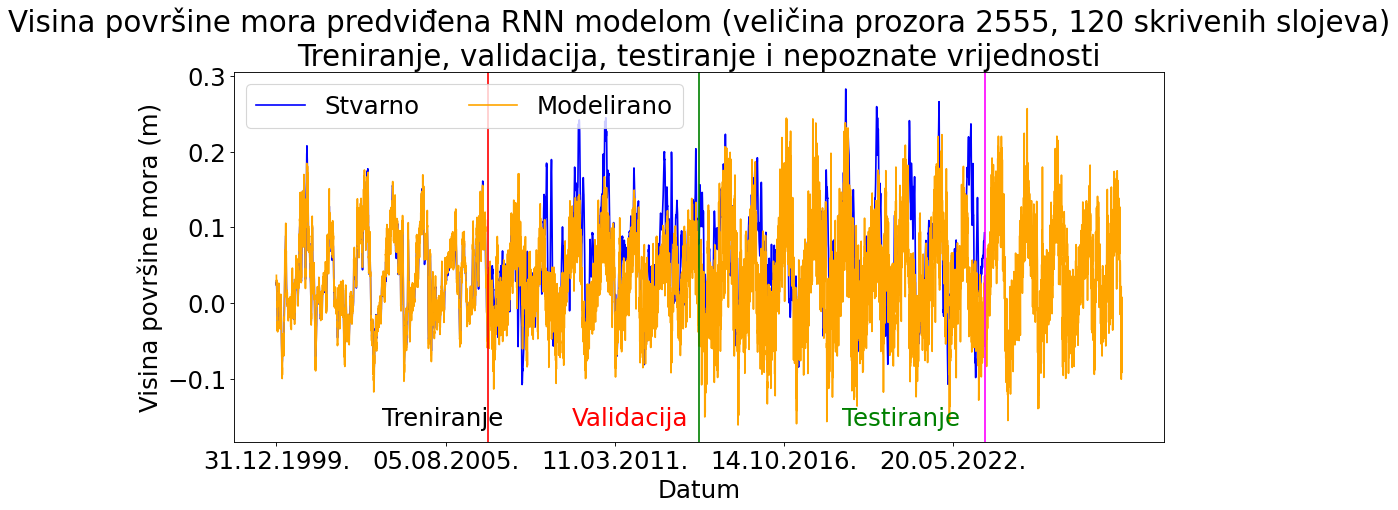 Visina površine mora predviđena RNN modelom (veličina prozora 2555, 120 skrivenih slojeva)
Treniranje, validacija, testiranje i nepoznate vrijednosti
Stvarno Modelirano
Visina površine mora (m)
0.3
0.2
0.1
0.0
−0.1
Treniranje Validacija Testiranje
31.12.1999. 05.08.2005. 11.03.2011. 14.10.2016. 20.05.2022.
Datum